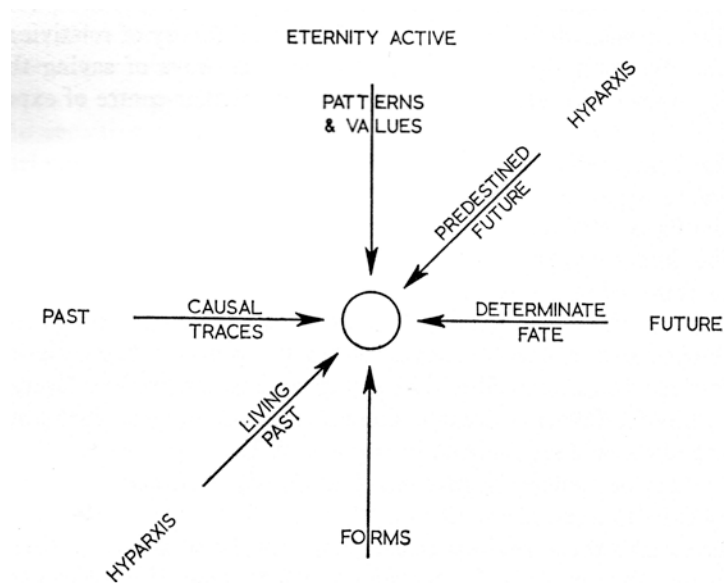 ETERNITY ACTIVE
PATTERNS
& VALUES
HYPARXIS
PREDESTINED
FUTURE
PAST
CAUSAL
TRACES
DETERMINATE
FATE
FUTURE
LIVING
PAST
HYPARXIS
FORMS